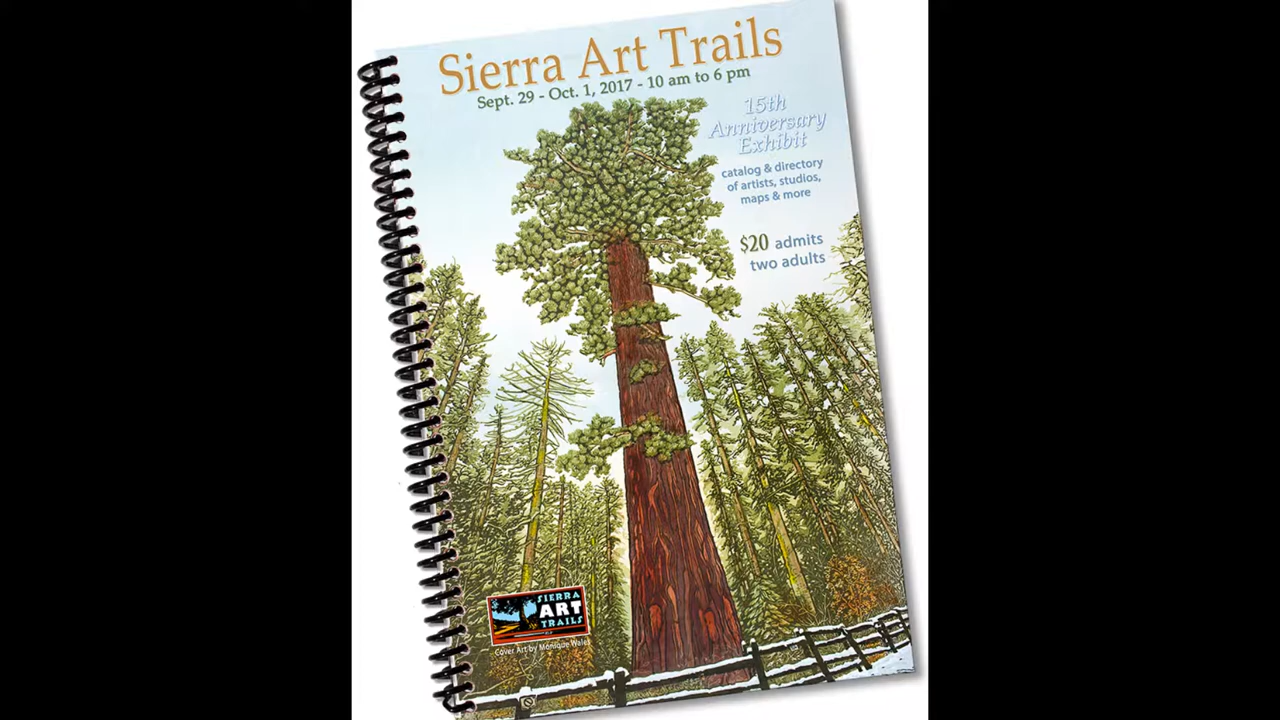 Sierra Art Trails
Sept. 29 - Oct. 1, 2017 - 10 am to 6 pm
15th
Anniversary
Exhibit
catalog & directory
of artists, studios,
maps & more
$20 admits
two adults
SIERRA
ART
TRAILS
Cover Art by Monique Wales